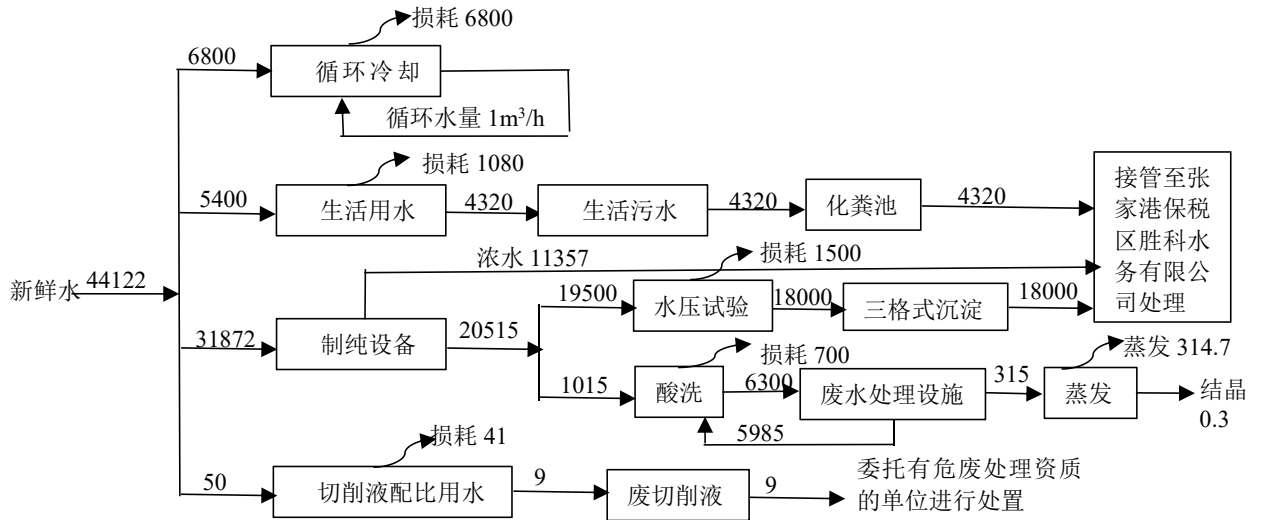 损耗 6800
6800
循环冷却
循环水量 1m³/h
损耗 1080
5400
生活用水
4320
生活污水
4320
化粪池
4320
接管至张
家港保税
区胜科水
务有限公
司处理
浓水 11357
损耗 1500
新鲜水
44122
19500
水压试验
18000
三格式沉淀
18000
31872
制纯设备
20515
损耗 700
蒸发 314.7
1015
酸洗
6300
废水处理设施
315
蒸发
结晶
0.3
5985
损耗 41
50
切削液配比用水
9
废切削液
9
委托有危废处理资质
的单位进行处置